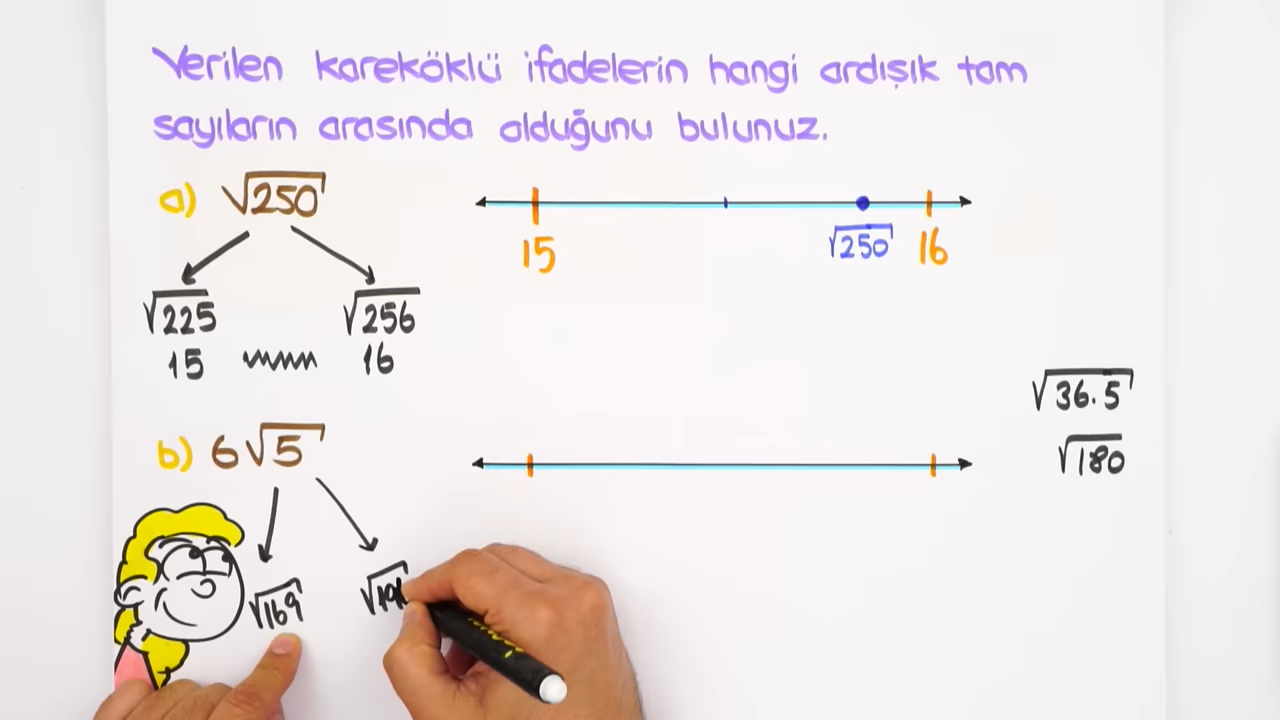 Verilen kareköklü ifadelerin hangi ardışık tam
sayıların arasında olduğunu bulunuz.
a) √250
√225 √256
15 16
15 √250 16
√36.5
√180
b) 6√5
√169